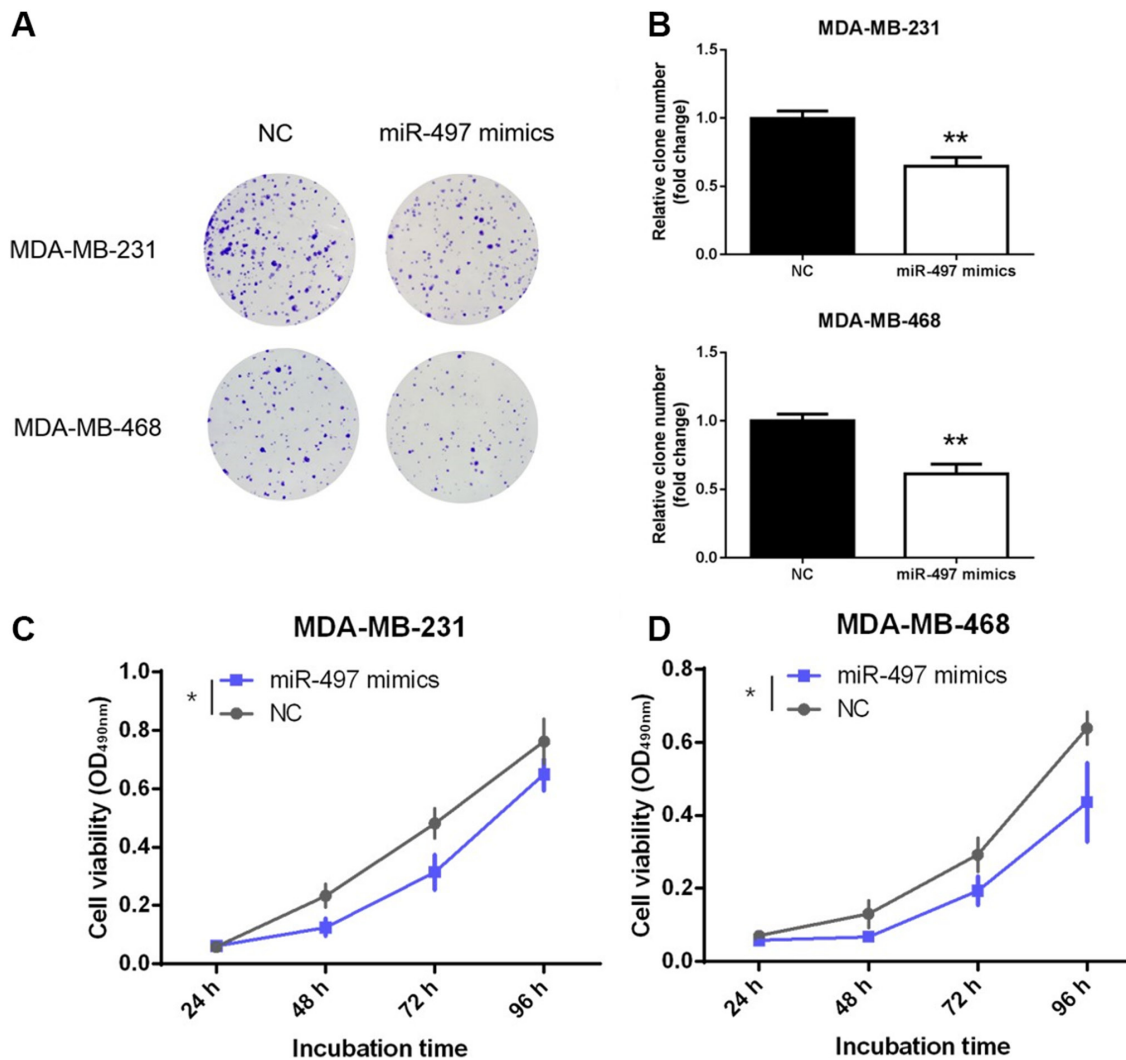 A
NC
miR-497 mimics
MDA-MB-231
MDA-MB-468
B
MDA-MB-231
Relative clone number
(fold change)
1.5
1.0
0.5
0.0
**
NC
miR-497 mimics
MDA-MB-468
Relative clone number
(fold change)
1.5
1.0
0.5
0.0
**
NC
miR-497 mimics
C
MDA-MB-231
Cell viability (OD490nm)
1.0
0.8
0.6
0.4
0.2
0.0
*
miR-497 mimics
NC
24 h
48 h
72 h
96 h
Incubation time
D
MDA-MB-468
Cell viability (OD490nm)
0.8
0.6
0.4
0.2
0.0
*
miR-497 mimics
NC
24 h
48 h
72 h
96 h
Incubation time